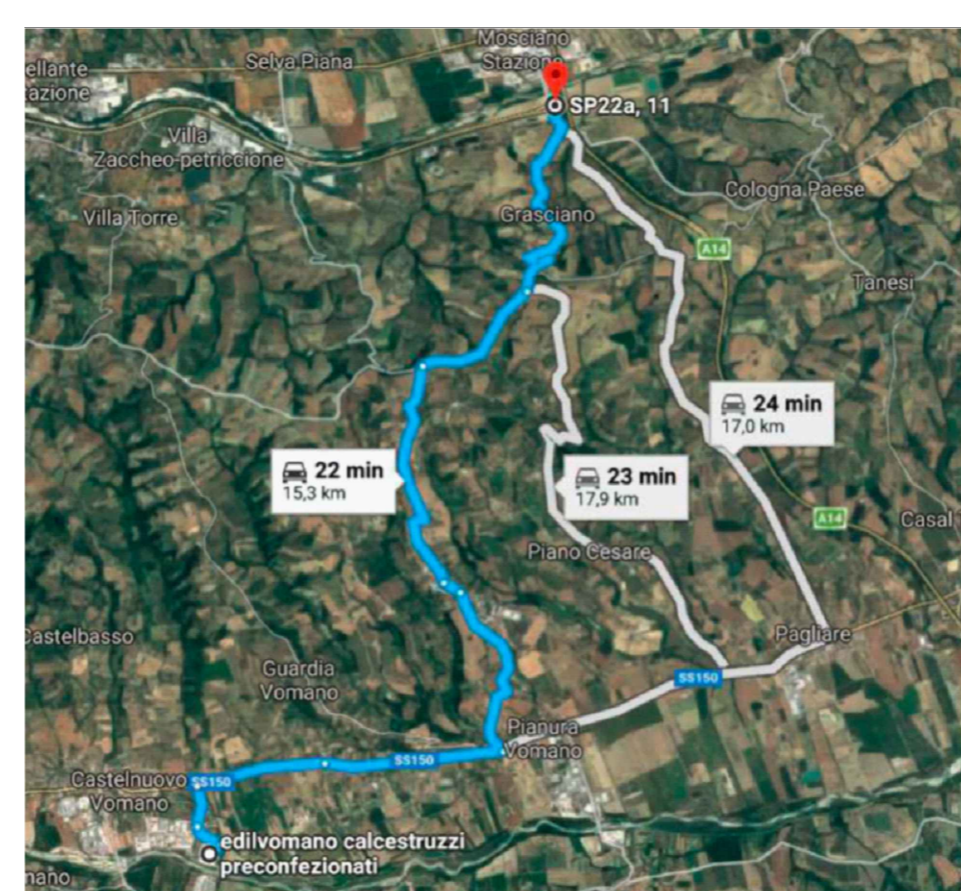 Mosciano
Stazione
Selva Piana
ellante
azione
SP22a, 11
Villa
Zaccheo-petriccione
Cologna Paese
Villa Torre
Grasciano
A14
Tanesi
24 min
17,0 km
22 min
15,3 km
23 min
17,9 km
A14
Casal
Piano Cesare
Castelbasso
Pagliare
Guardia
Vomano
SS150
Pianura
Vomano
SS150
Castelnuovo
Vomano
SS150
edilvomano calcestruzzi
preconfezionati
nano